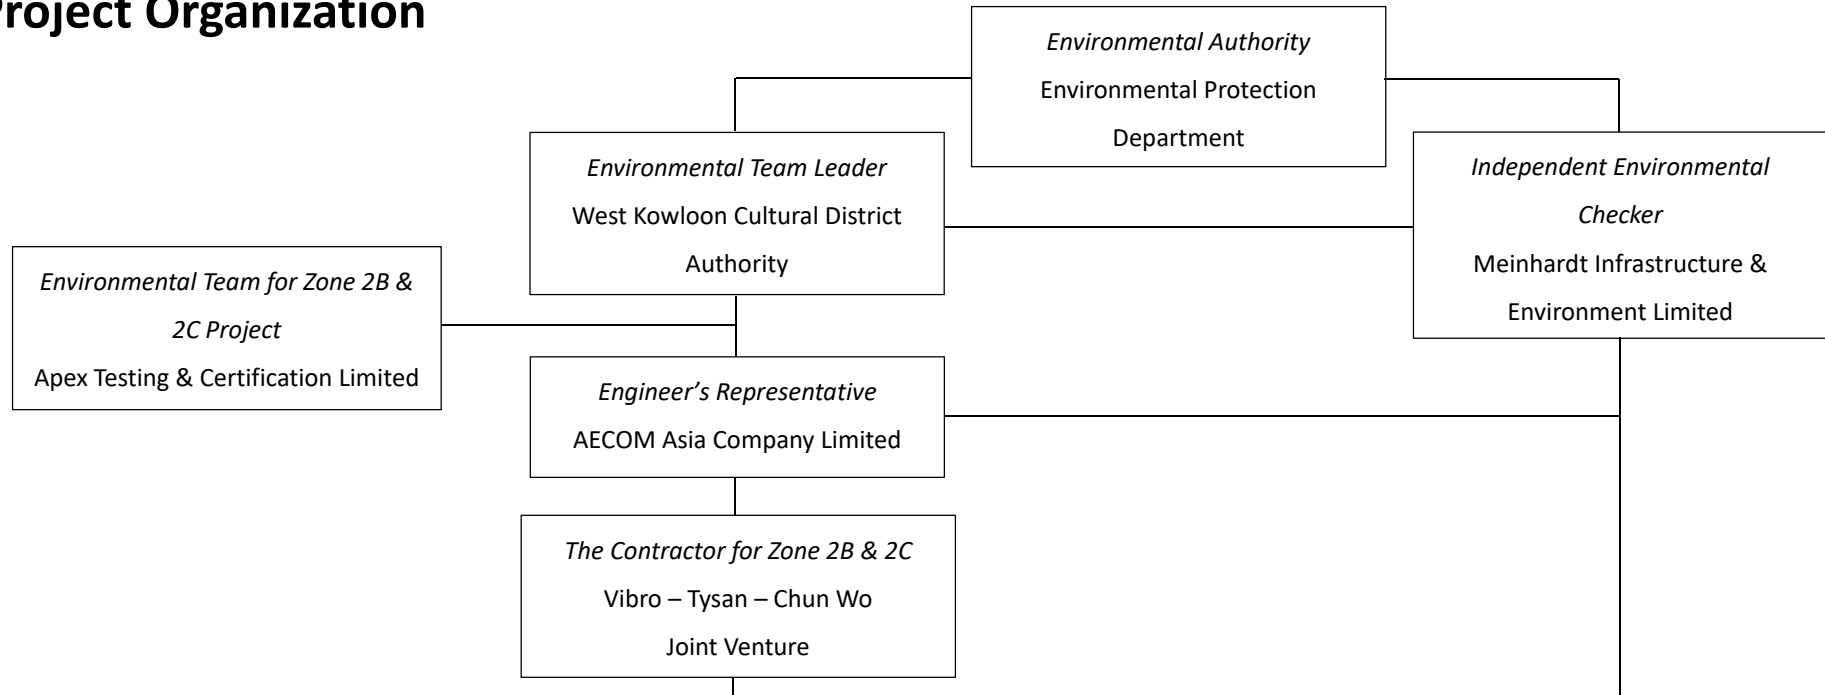 Project Organization
Environmental Authority
Environmental Protection
Department
Environmental Team Leader
West Kowloon Cultural District
Authority
Independent Environmental
Checker
Meinhardt Infrastructure &
Environment Limited
Environmental Team for Zone 2B &
2C Project
Apex Testing & Certification Limited
Engineer’s Representative
AECOM Asia Company Limited
The Contractor for Zone 2B & 2C
Vibro – Tysan – Chun Wo
Joint Venture